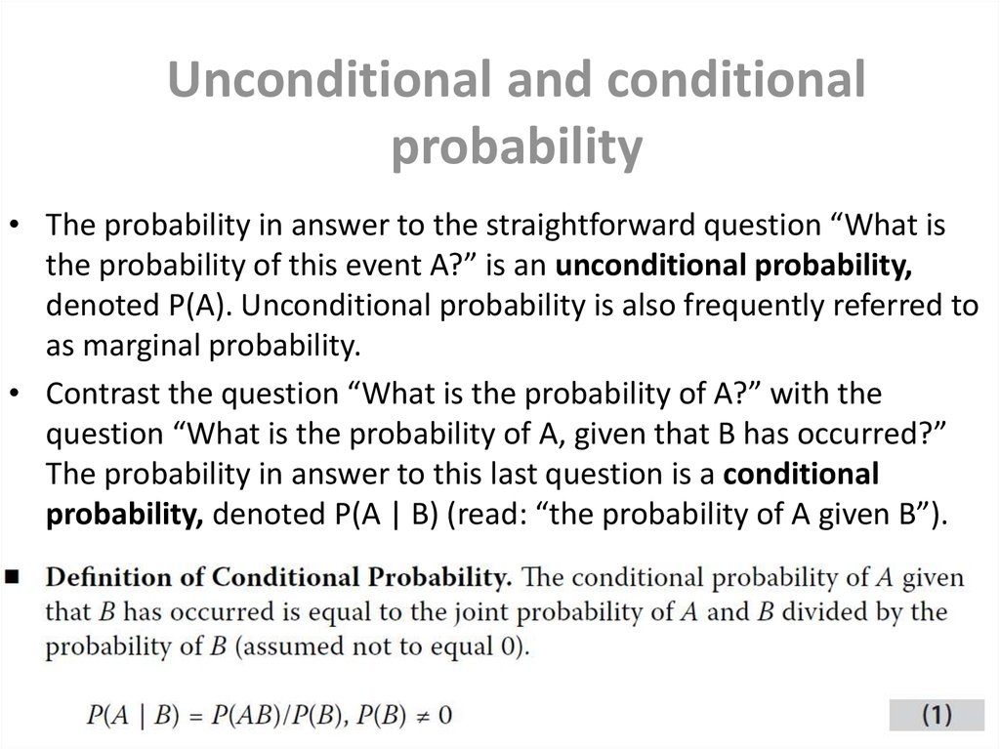 Unconditional and conditional
probability
• The probability in answer to the straightforward question “What is
the probability of this event A?” is an unconditional probability,
denoted P(A). Unconditional probability is also frequently referred to
as marginal probability.
• Contrast the question “What is the probability of A?” with the
question “What is the probability of A, given that B has occurred?”
The probability in answer to this last question is a conditional
probability, denoted P(A | B) (read: “the probability of A given B”).
■ Definition of Conditional Probability. The conditional probability of A given
that B has occurred is equal to the joint probability of A and B divided by the
probability of B (assumed not to equal 0).
P(A | B) = P(AB)/P(B), P(B) ≠ 0 (1)